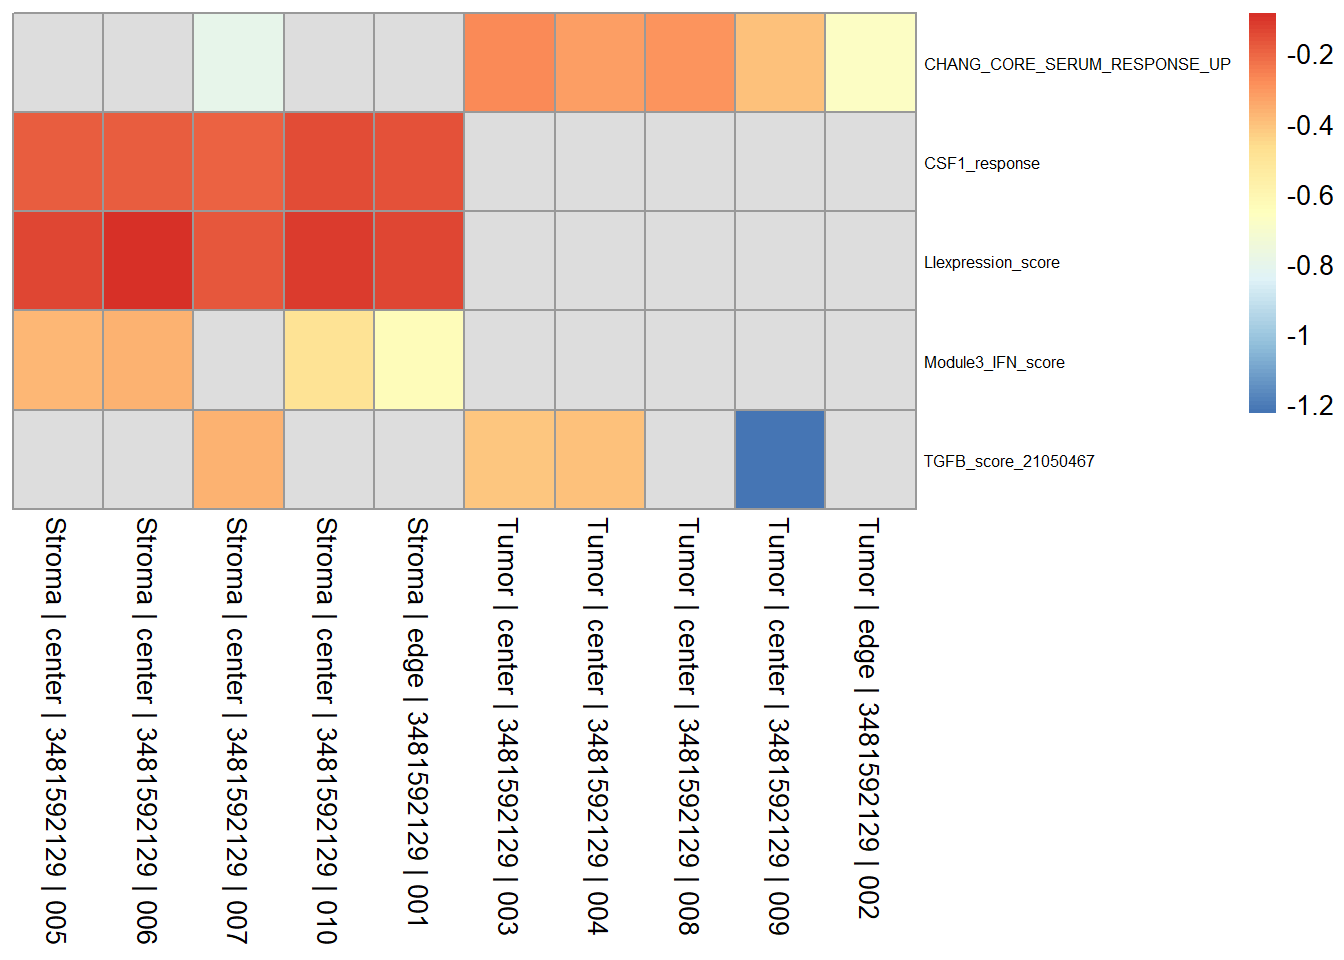 CHANG_CORE_SERUM_RESPONSE_UP
CSF1_response
LIexpression_score
Module3_IFN_score
TGFB_score_21050467
-0.2
-0.4
-0.6
-0.8
-1
-1.2
Stroma | center | 3481592129 | 005
Stroma | center | 3481592129 | 006
Stroma | center | 3481592129 | 007
Stroma | center | 3481592129 | 010
Stroma | edge | 3481592129 | 001
Tumor | center | 3481592129 | 003
Tumor | center | 3481592129 | 004
Tumor | center | 3481592129 | 008
Tumor | center | 3481592129 | 009
Tumor | edge | 3481592129 | 002